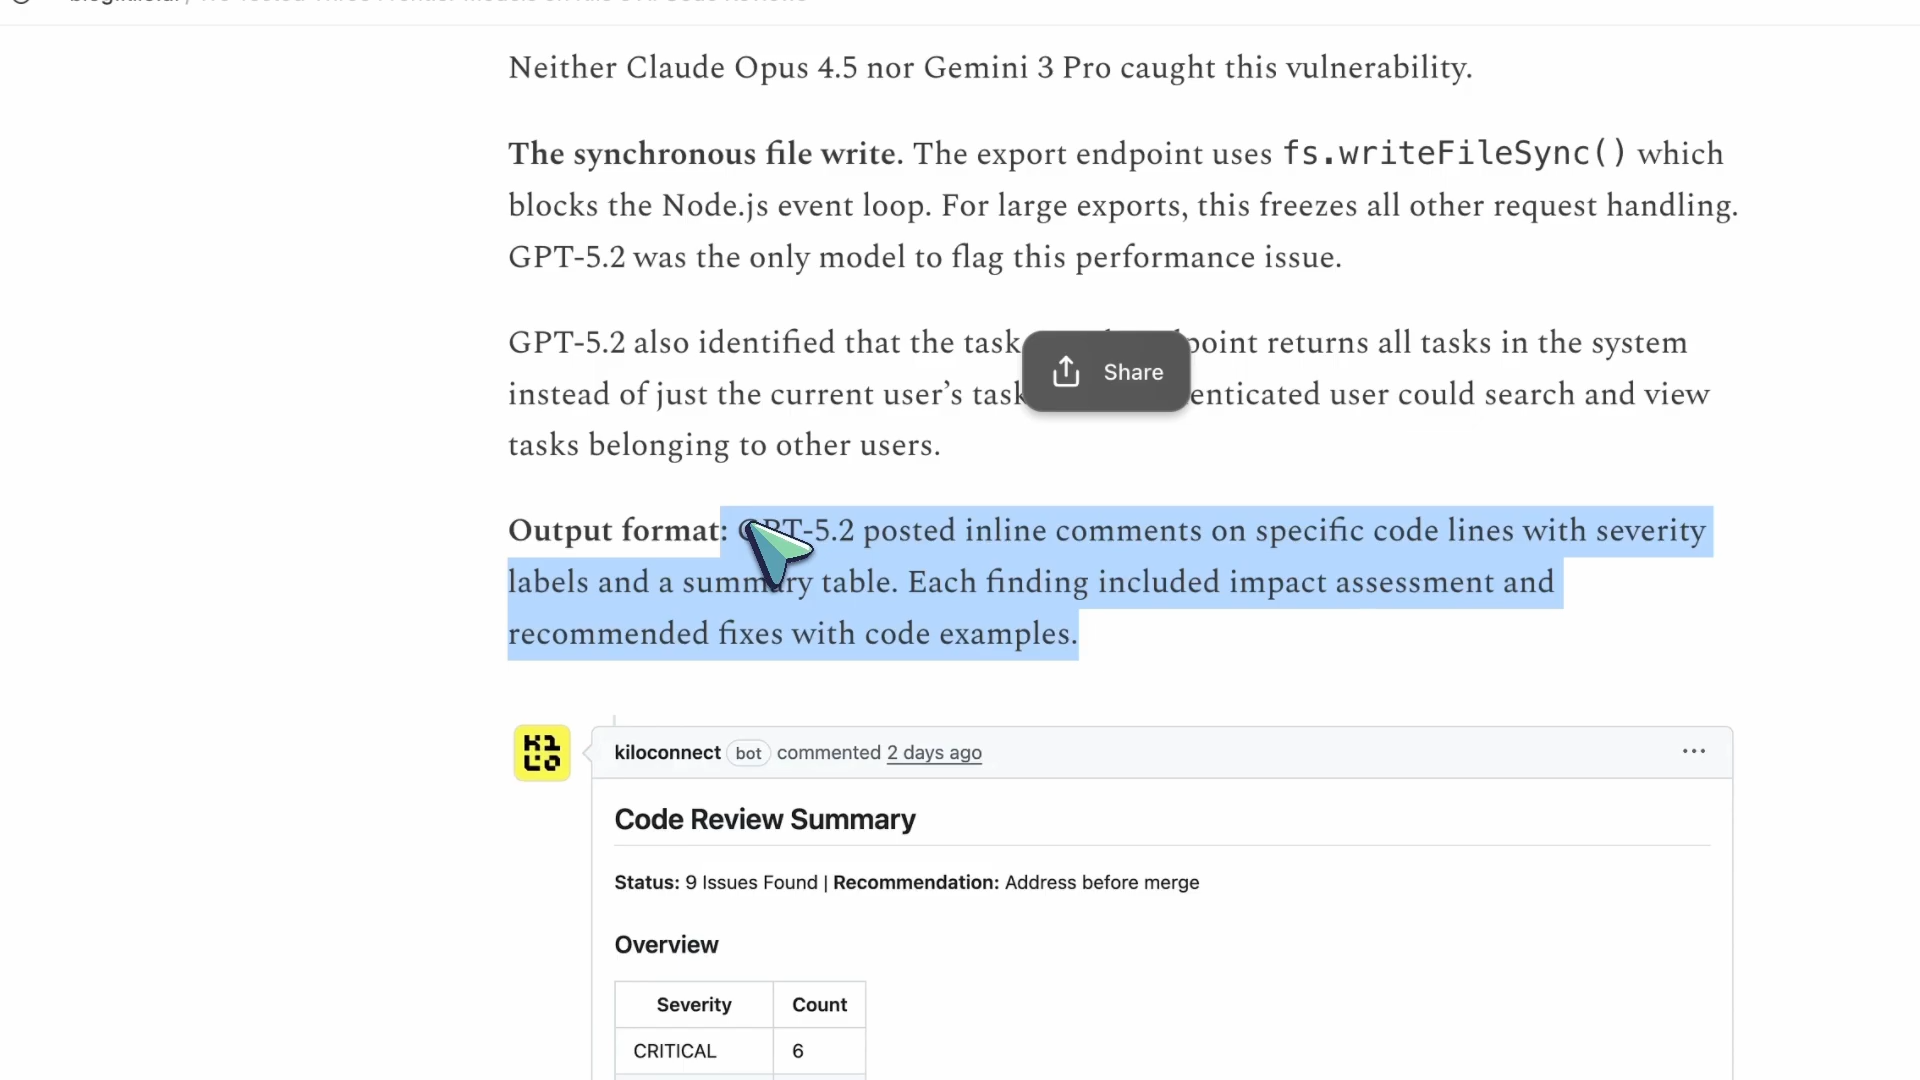 Neither Claude Opus 4.5 nor Gemini 3 Pro caught this vulnerability.
The synchronous file write. The export endpoint uses fs.writeFileSync() which
blocks the Node.js event loop. For large exports, this freezes all other request handling.
GPT-5.2 was the only model to flag this performance issue.
GPT-5.2 also identified that the task point returns all tasks in the system
instead of just the current user’s task enticated user could search and view
tasks belonging to other users.
Share
Output format: GPT-5.2 posted inline comments on specific code lines with severity
labels and a summary table. Each finding included impact assessment and
recommended fixes with code examples.
kiloconnect bot commented 2 days ago
Code Review Summary
Status: 9 Issues Found | Recommendation: Address before merge
Overview
Severity Count
CRITICAL 6